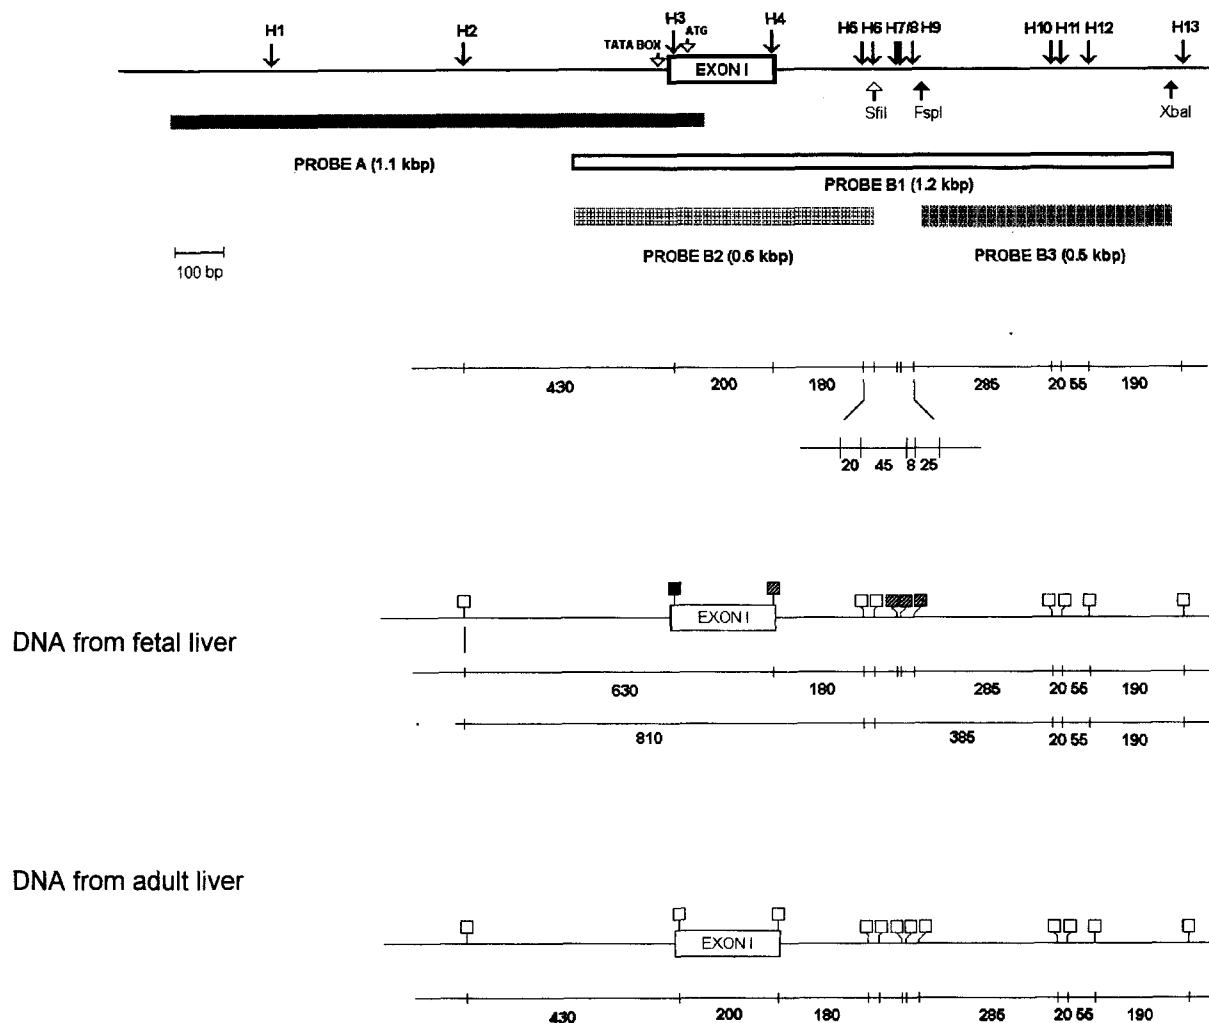 H1 H2 H3 ATG H4 H5 H6 H7/8 H9 H10 H11 H12 H13
TATA BOX
EXON I
SfiI FspI XbaI
PROBE A (1.1 kbp)
PROBE B1 (1.2 kbp)
PROBE B2 (0.6 kbp) PROBE B3 (0.5 kbp)
100 bp
430 200 180 285 20 55 190
20 45 8 25
DNA from fetal liver
EXON I
630 180 285 20 55 190
810 385 20 55 190
DNA from adult liver
EXON I
430 200 180 285 20 55 190